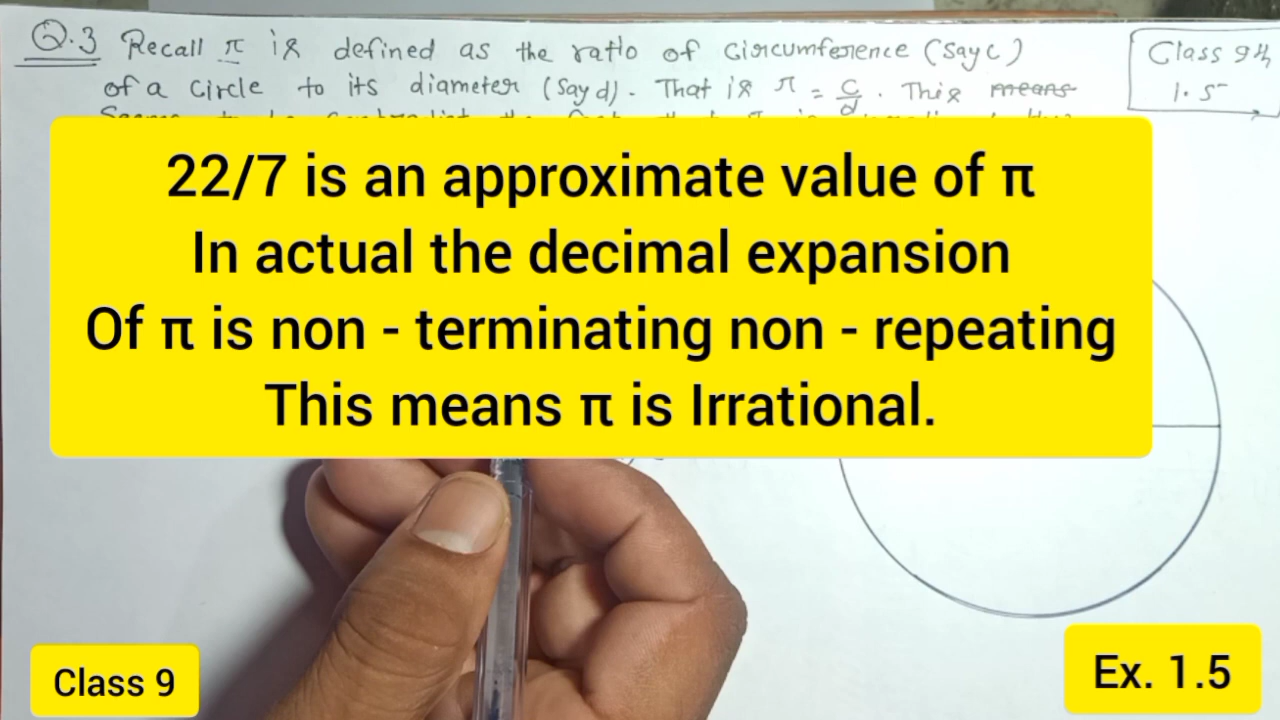 Q.3 Recall π is defined as the ratio of Circumference (Say C)
of a Circle to its diameter (Say d). That is π = C/d. This means
Class 9th
1.5
22/7 is an approximate value of π
In actual the decimal expansion
Of π is non - terminating non - repeating
This means π is Irrational.
Class 9
Ex. 1.5